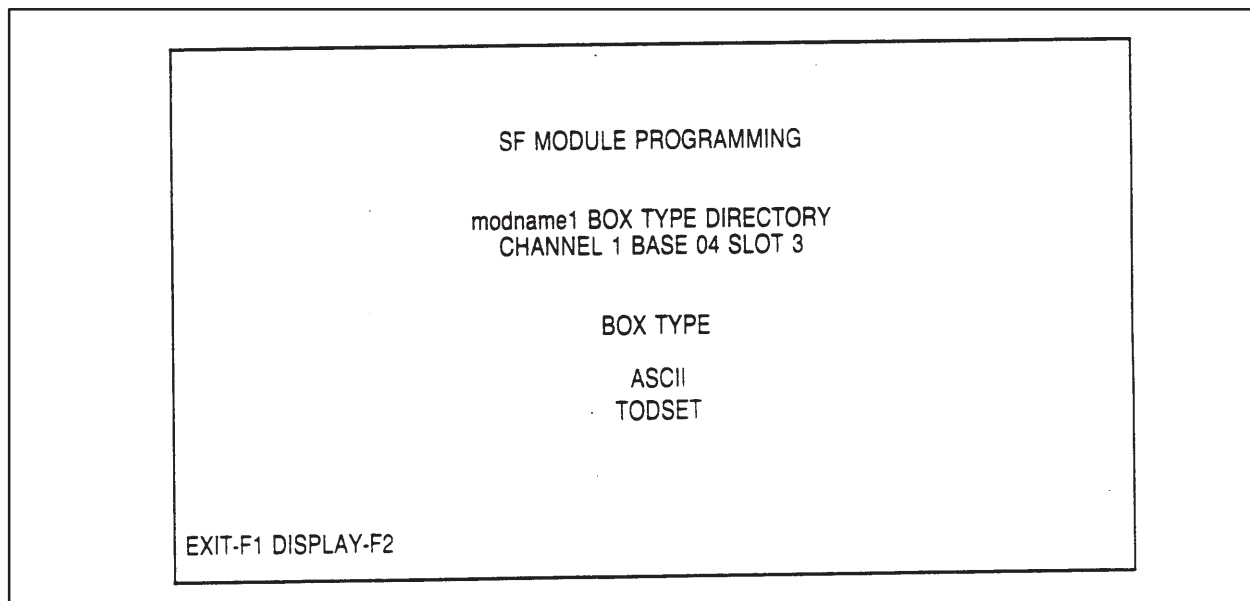 SF MODULE PROGRAMMING
modname1 BOX TYPE DIRECTORY
CHANNEL 1 BASE 04 SLOT 3
BOX TYPE
ASCII
TODSET
EXIT-F1 DISPLAY-F2